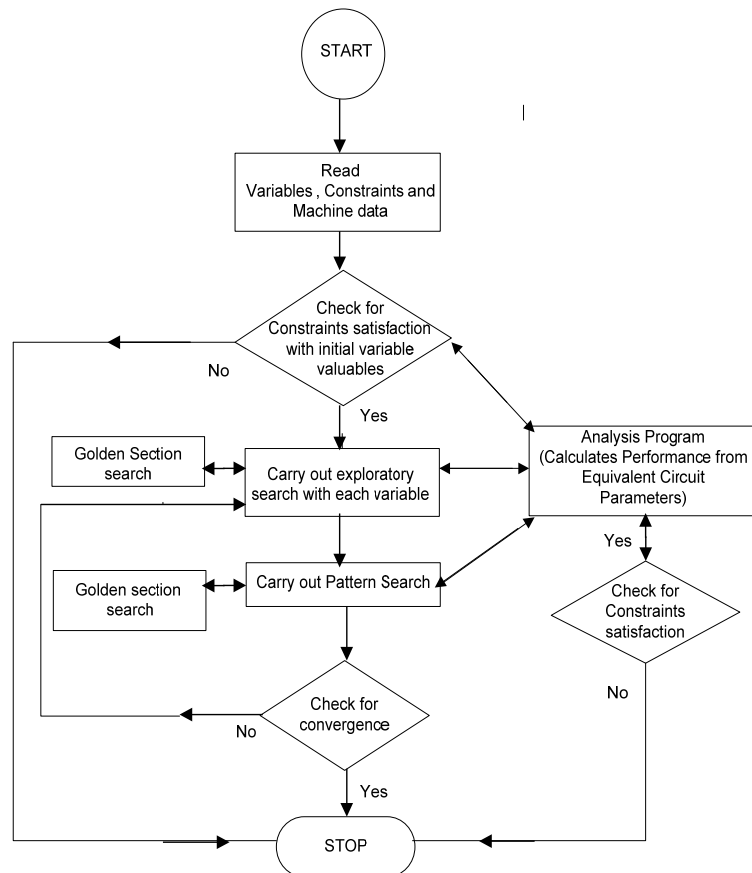 START
Read
Variables , Constraints and
Machine data
Check for
Constraints satisfaction
with initial variable
valuables
No
Yes
Golden Section
search
Carry out exploratory
search with each variable
Analysis Program
(Calculates Performance from
Equivalent Circuit
Parameters)
Yes
Golden section
search
Carry out Pattern Search
Check for
Constraints
satisfaction
No
Check for
convergence
No
Yes
STOP